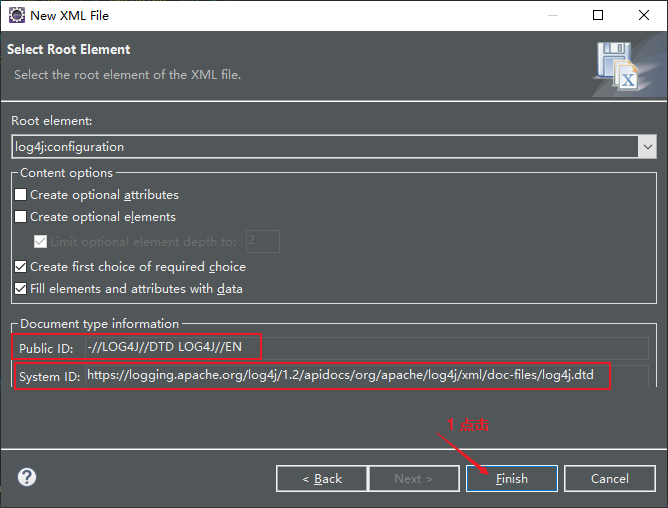 New XML File
Select Root Element
Select the root element of the XML file.
Root element:
log4j:configuration
Content options
Create optional attributes
Create optional elements
Limit optional element depth to: 2
Create first choice of required choice
Fill elements and attributes with data
Document type information
Public ID: -//LOG4J//DTD LOG4J//EN
System ID: https://logging.apache.org/log4j/1.2/apidocs/org/apache/log4j/xml/doc-files/log4j.dtd
1 点击
? < Back Next > Finish Cancel